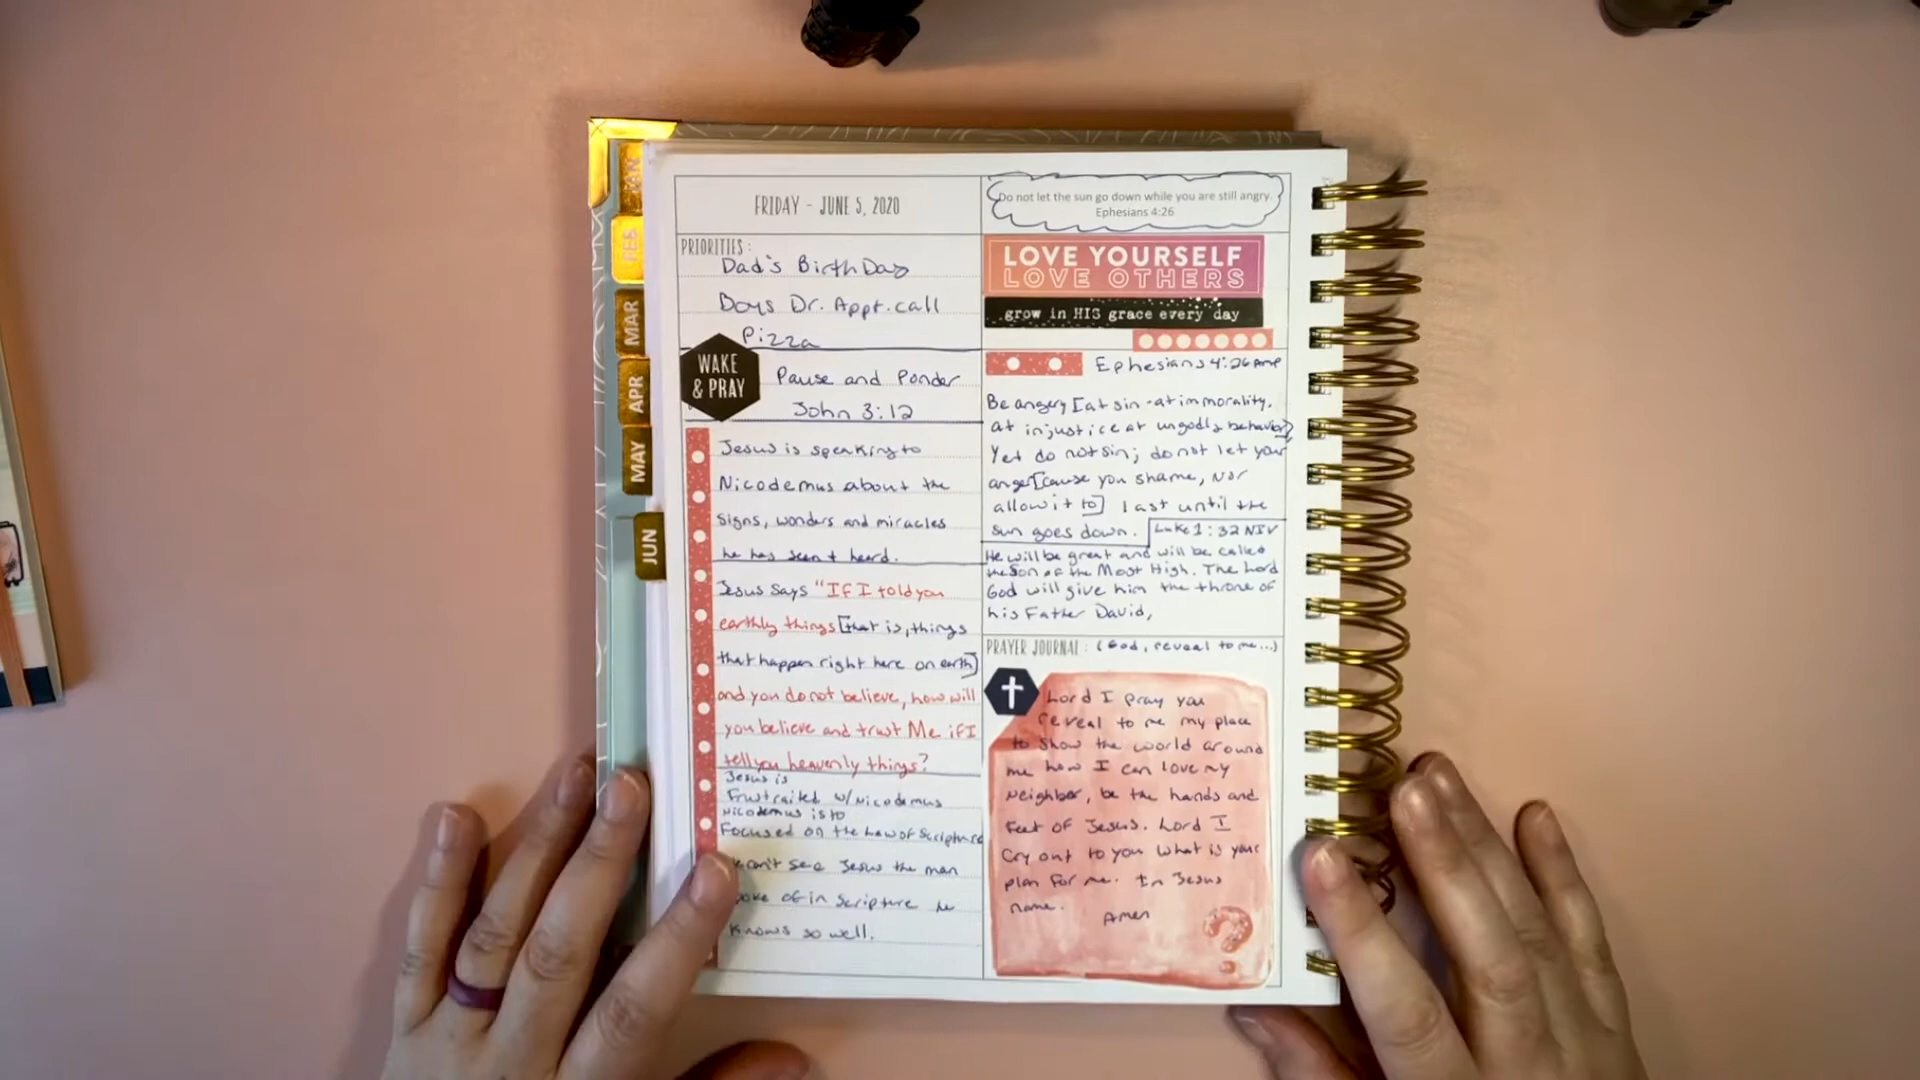 JAN
FEB
MAR
APR
MAY
JUN
FRIDAY - JUNE 5, 2020
PRIORITIES:
Dad's BirthDay
Boys Dr. Appt. call
Pizza
WAKE
& PRAY
Pause and Ponder
John 3:12
Jesus is speaking to
Nicodemus about the
signs, wonders and miracles
he has seen + heard.
Jesus says "If I told you
earthly things [that is, things
that happen right here on earth]
and you do not believe, how will
you believe and trust Me if I
tell you heavenly things?
Jesus is
Frustraited w/Nicodemus
Nicodemus is to
Focused on the Law of Scripture
can't see Jesus the man
of in Scripture he
knows so well.
Do not let the sun go down while you are still angry.
Ephesians 4:26
LOVE YOURSELF
LOVE OTHERS
grow in HIS grace every day
Ephesians 4:26 AMP
Be angery [at sin - at immorality,
at injustice at ungodly behavior],
Yet do not sin; do not let your
anger [cause you shame, nor
allow it to] last until the
sun goes down.
Luke 1:32 NIV
He will be great and will be called
the Son of the Most High. The Lord
God will give him the throne of
his Father David,
PRAYER JOURNAL: (God, reveal to me...)
Lord I pray you
reveal to me my place
to show the world around
me how I can love my
Neighbor, be the hands and
Feet of Jesus. Lord I
Cry out to you what is your
plan for me. In Jesus
name.
Amen
?